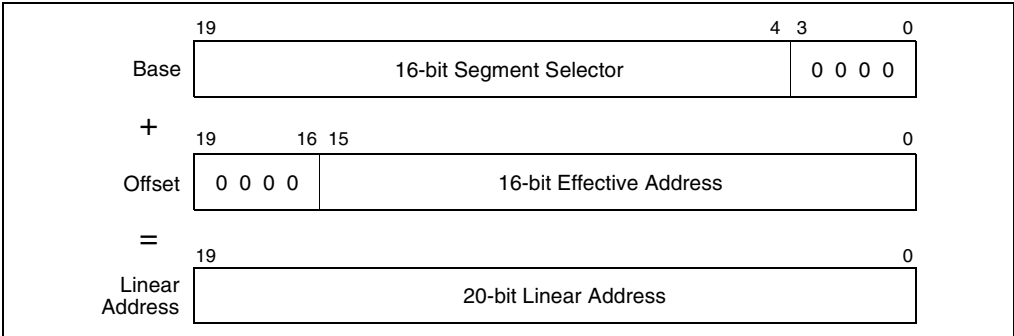 19 4 3 0
Base 16-bit Segment Selector 0 0 0 0
+
19 16 15 0
Offset 0 0 0 0 16-bit Effective Address
=
19 0
Linear
Address 20-bit Linear Address